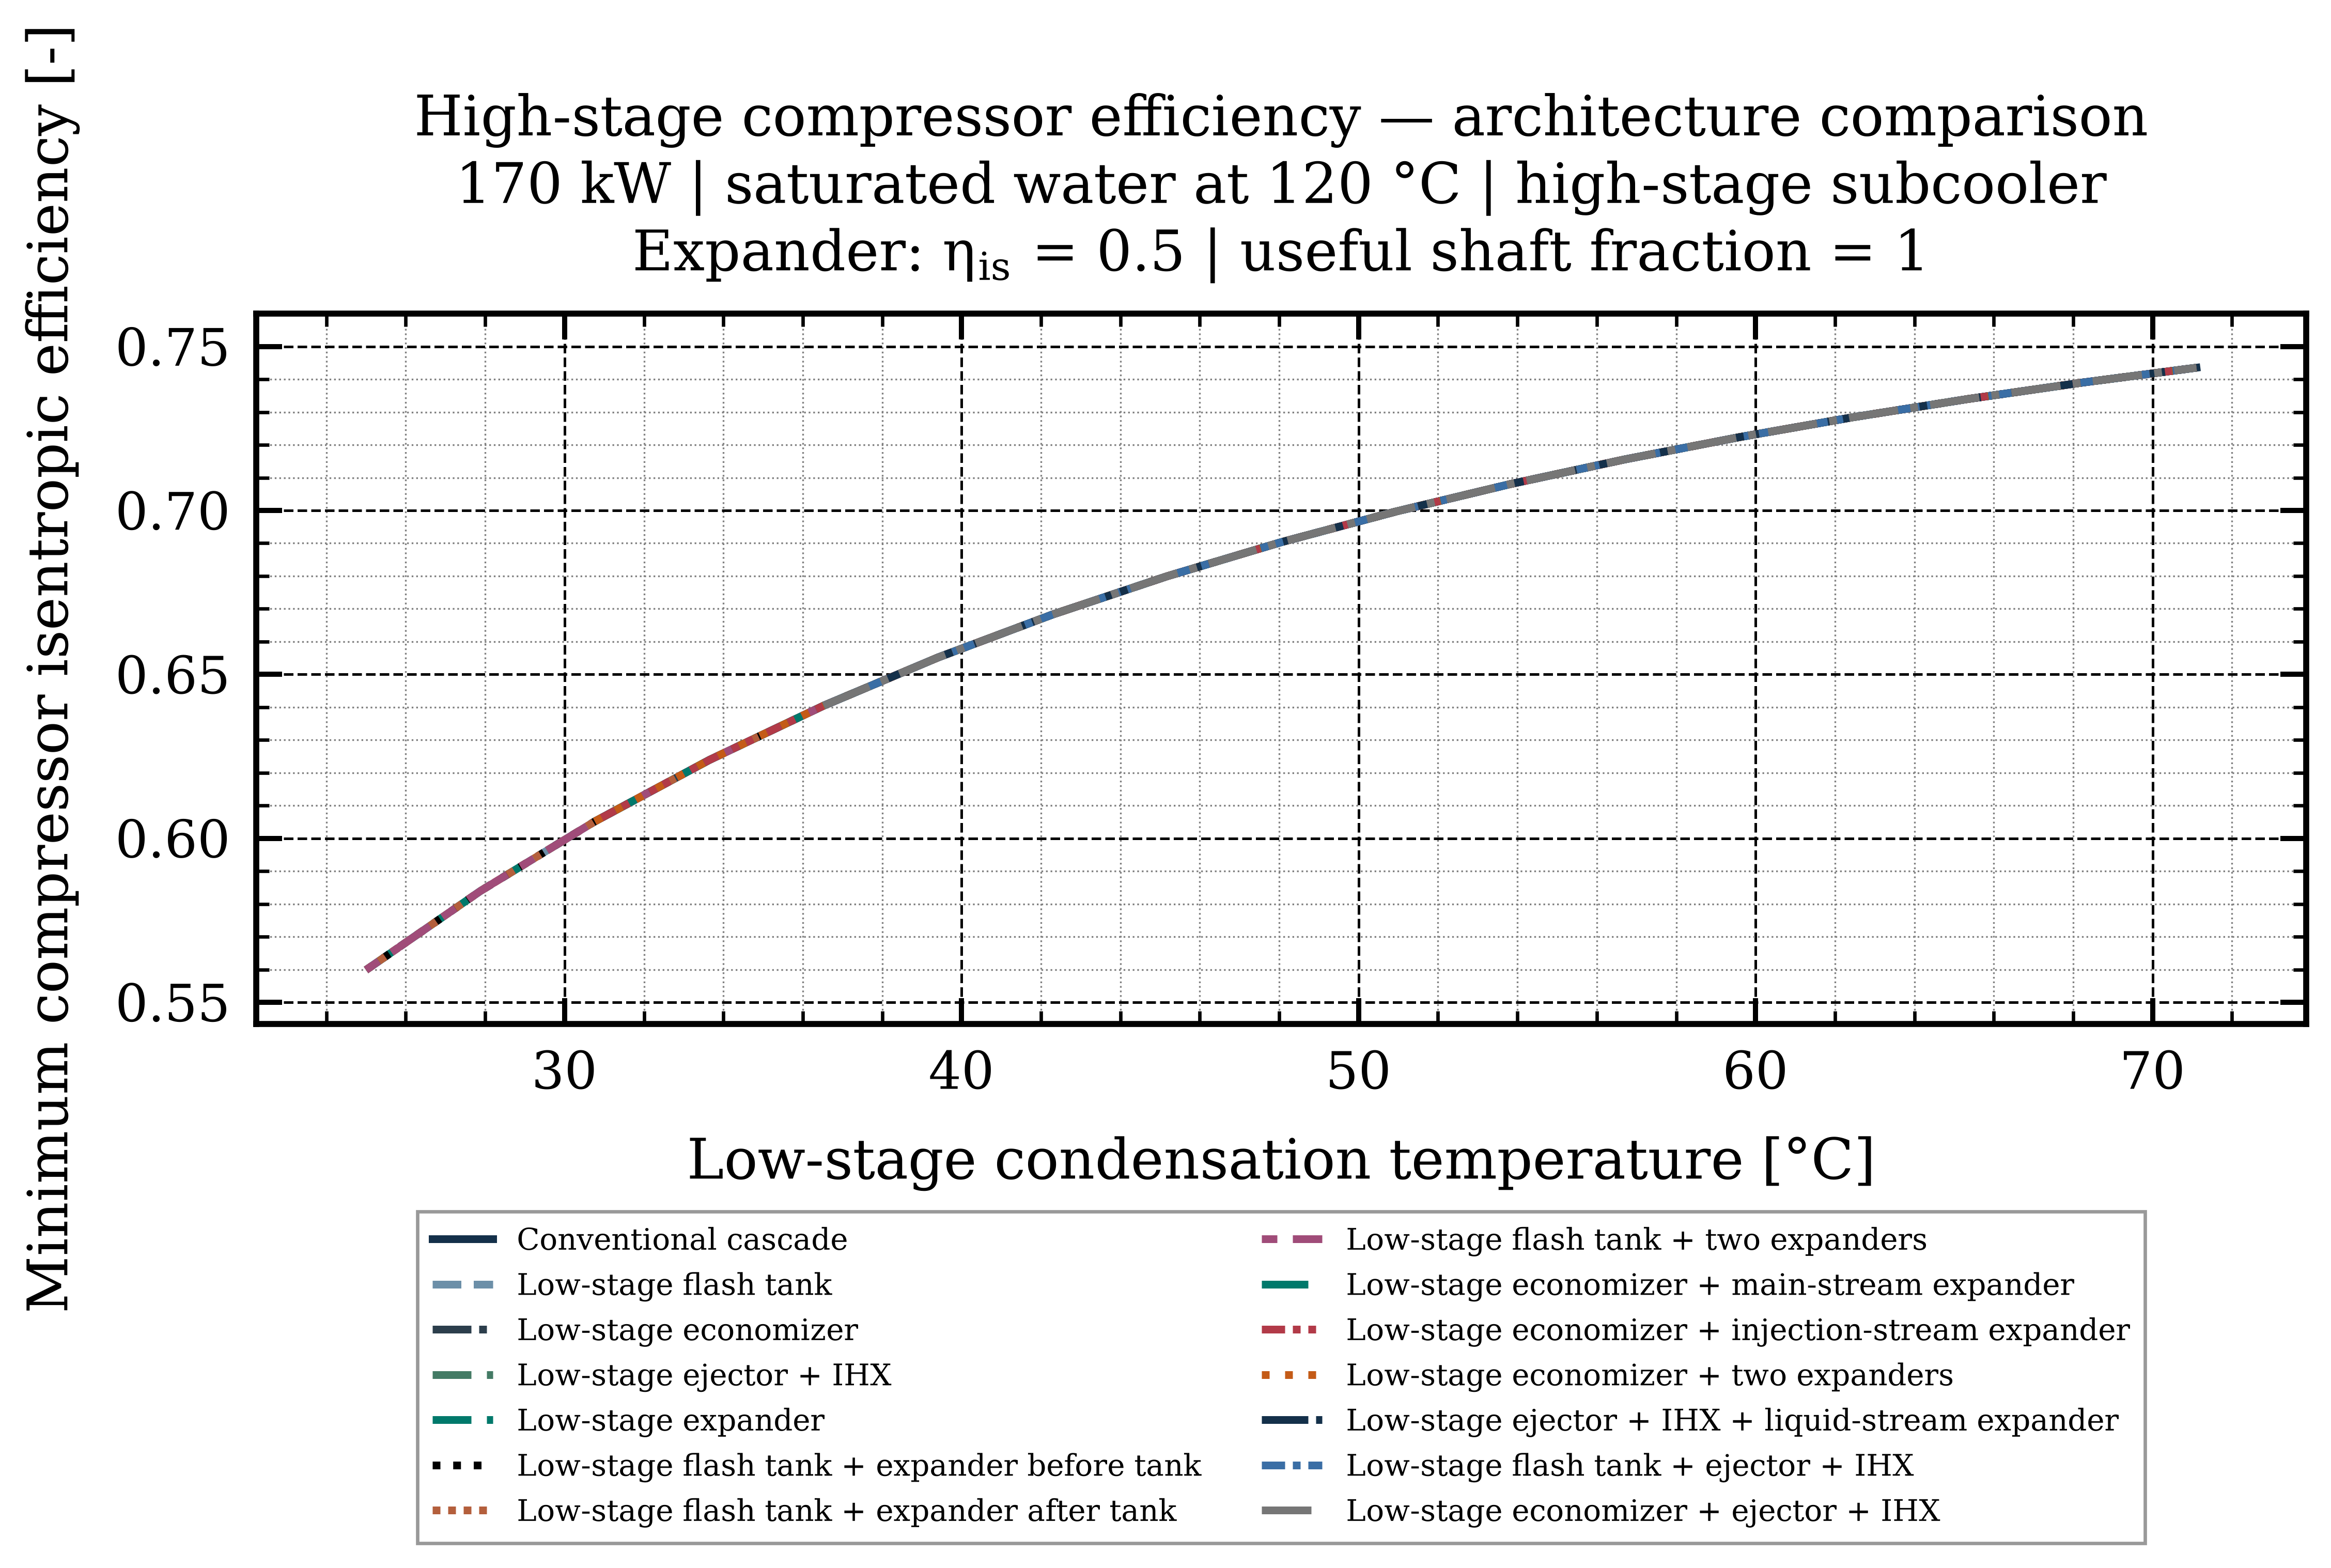 High-stage compressor efficiency — architecture comparison
170 kW | saturated water at 120 °C | high-stage subcooler
Expander: ηis = 0.5 | useful shaft fraction = 1
Minimum compressor isentropic efficiency [-]
0.75
0.70
0.65
0.60
0.55
30 40 50 60 70
Low-stage condensation temperature [°C]
Conventional cascade
Low-stage flash tank
Low-stage economizer
Low-stage ejector + IHX
Low-stage expander
Low-stage flash tank + expander before tank
Low-stage flash tank + expander after tank
Low-stage flash tank + two expanders
Low-stage economizer + main-stream expander
Low-stage economizer + injection-stream expander
Low-stage economizer + two expanders
Low-stage ejector + IHX + liquid-stream expander
Low-stage flash tank + ejector + IHX
Low-stage economizer + ejector + IHX